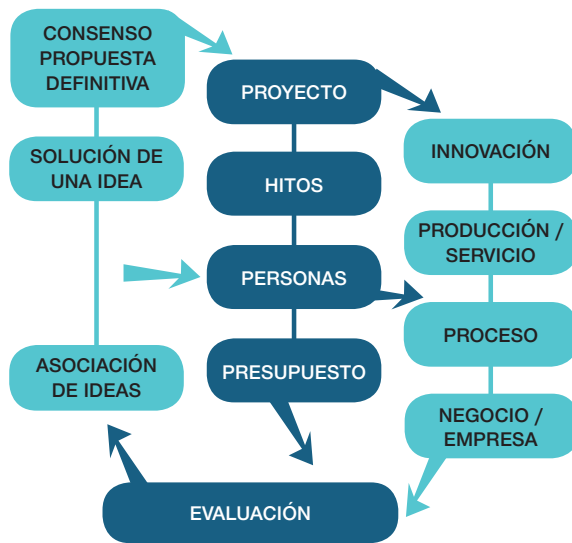 CONSENSO
PROPUESTA
DEFINITIVA
SOLUCIÓN DE
UNA IDEA
ASOCIACIÓN
DE IDEAS
PROYECTO
HITOS
PERSONAS
PRESUPUESTO
INNOVACIÓN
PRODUCCIÓN /
SERVICIO
PROCESO
NEGOCIO /
EMPRESA
EVALUACIÓN